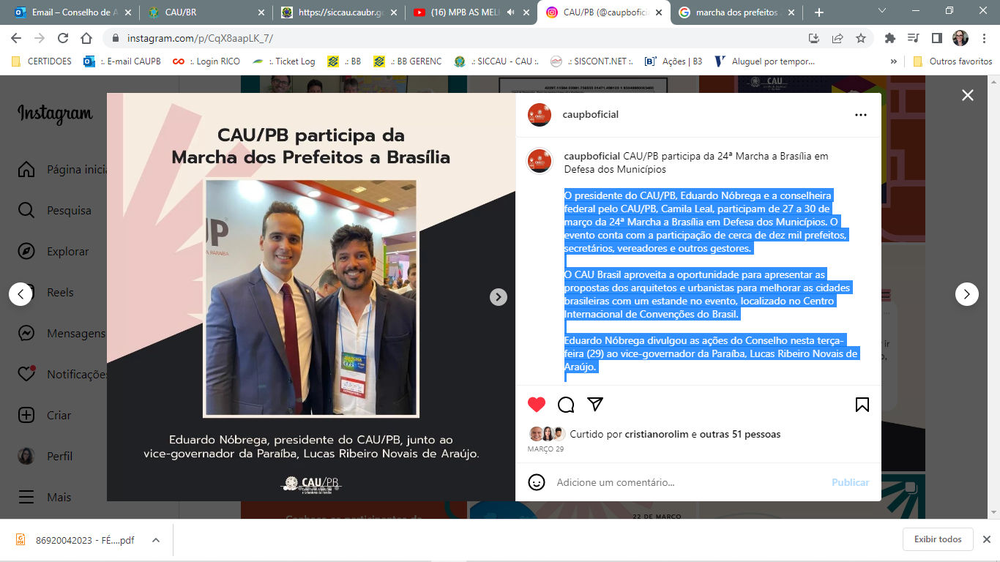 Email – Conselho de A
CAU/BR
https://siccau.caubr.go
(16) MPB AS MEL
CAU/PB (@caupboficia
marcha dos prefeitos
instagram.com/p/CqX8aapLK_7/
CERTIDOES
:. E-mail CAUPB
:. Login RICO
:. Ticket Log
:. BB
:. BB GERENC
:. SICCAU - CAU :.
:. SISCONT.NET :.
Ações | B3
Aluguel por tempor...
»
Outros favoritos
Instagram
Página inicia
Pesquisa
Explorar
Reels
Mensagens
Notificações
Criar
Perfil
Mais
CAU/PB participa da
Marcha dos Prefeitos a Brasília
Eduardo Nóbrega, presidente do CAU/PB, junto ao
vice-governador da Paraíba, Lucas Ribeiro Novais de Araújo.
CAU/PB
caupboficial
caupboficial CAU/PB participa da 24ª Marcha a Brasília em
Defesa dos Municípios
O presidente do CAU/PB, Eduardo Nóbrega e a conselheira
federal pelo CAU/PB, Camila Leal, participam de 27 a 30 de
março da 24ª Marcha a Brasília em Defesa dos Municípios. O
evento conta com a participação de cerca de dez mil prefeitos,
secretários, vereadores e outros gestores.
O CAU Brasil aproveita a oportunidade para apresentar as
propostas dos arquitetos e urbanistas para melhorar as cidades
brasileiras com um estande no evento, localizado no Centro
Internacional de Convenções do Brasil.
Eduardo Nóbrega divulgou as ações do Conselho nesta terça-
feira (29) ao vice-governador da Paraíba, Lucas Ribeiro Novais de
Araújo.
Curtido por cristianorolim e outras 51 pessoas
MARÇO 29
Adicione um comentário...
Publicar
22 DE MARÇO
86920042023 - FÉ....pdf
Exibir todos